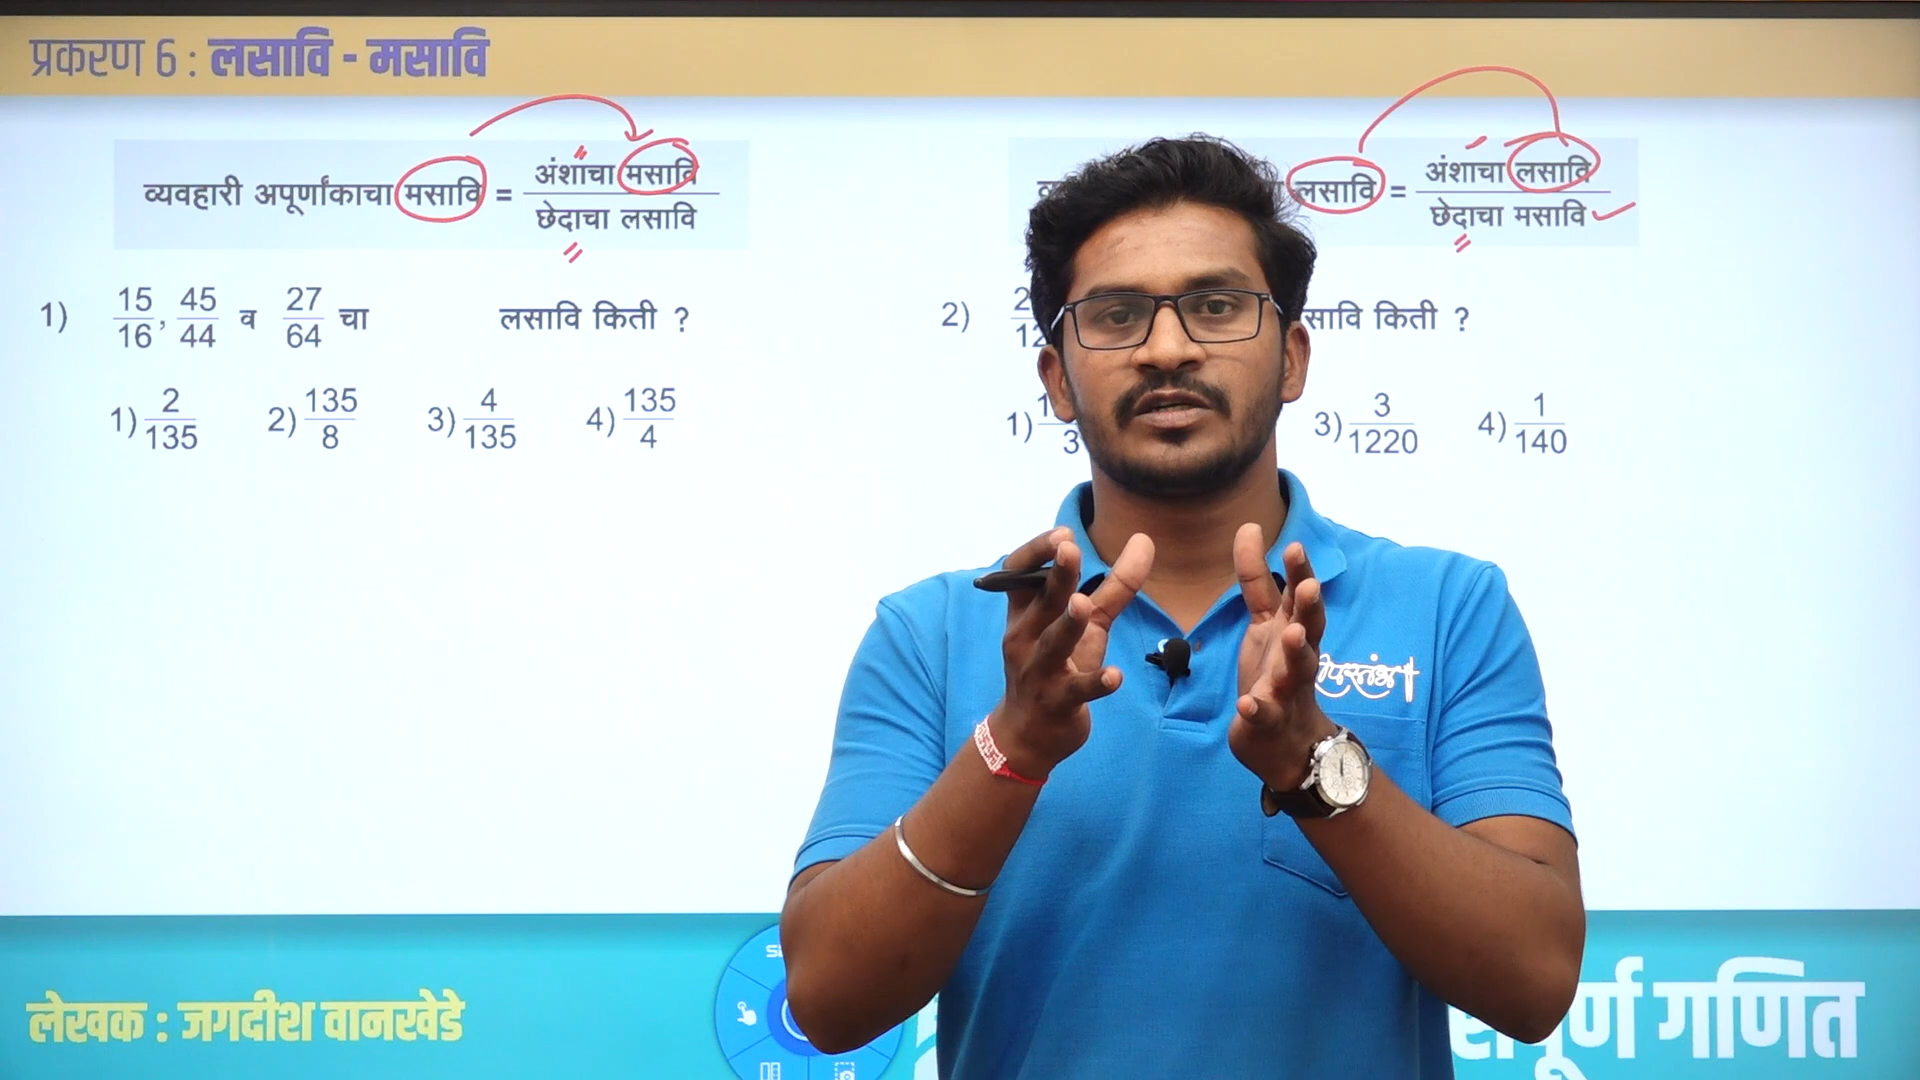 प्रकरण 6 : लसावि - मसावि
व्यवहारी अपूर्णांकाचा मसावि = अंशाचा मसावि / छेदाचा लसावि
लसावि = अंशाचा लसावि / छेदाचा मसावि
1) 15/16, 45/44 व 27/64 चा लसावि किती ?
1) 2/135 2) 135/8 3) 4/135 4) 135/4
2) किती ?
3) 3/1220 4) 1/140
लेखक : जगदीश वानखेडे
गणित